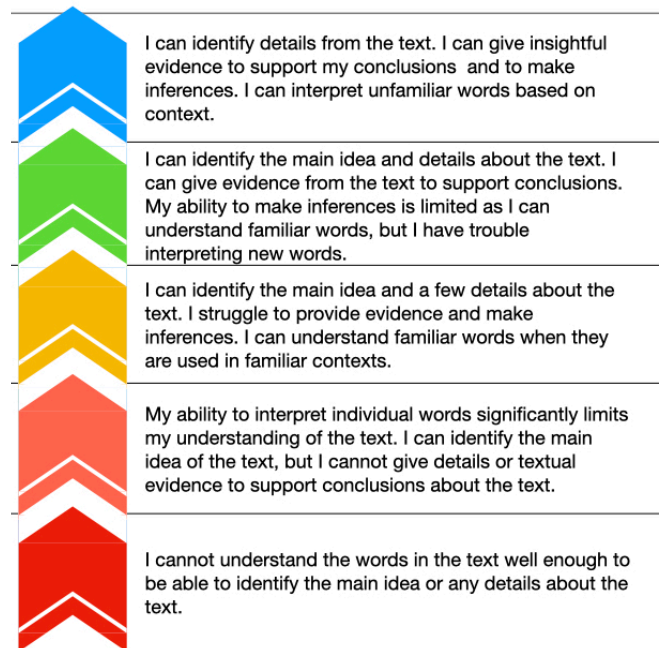 I can identify details from the text. I can give insightful
evidence to support my conclusions  and to make
inferences. I can interpret unfamiliar words based on
context.
I can identify the main idea and details about the text. I
can give evidence from the text to support conclusions.
My ability to make inferences is limited as I can
understand familiar words, but I have trouble
interpreting new words.
I can identify the main idea and a few details about the
text. I struggle to provide evidence and make
inferences. I can understand familiar words when they
are used in familiar contexts.
My ability to interpret individual words significantly limits
my understanding of the text. I can identify the main
idea of the text, but I cannot give details or textual
evidence to support conclusions about the text.
I cannot understand the words in the text well enough to
be able to identify the main idea or any details about the
text.